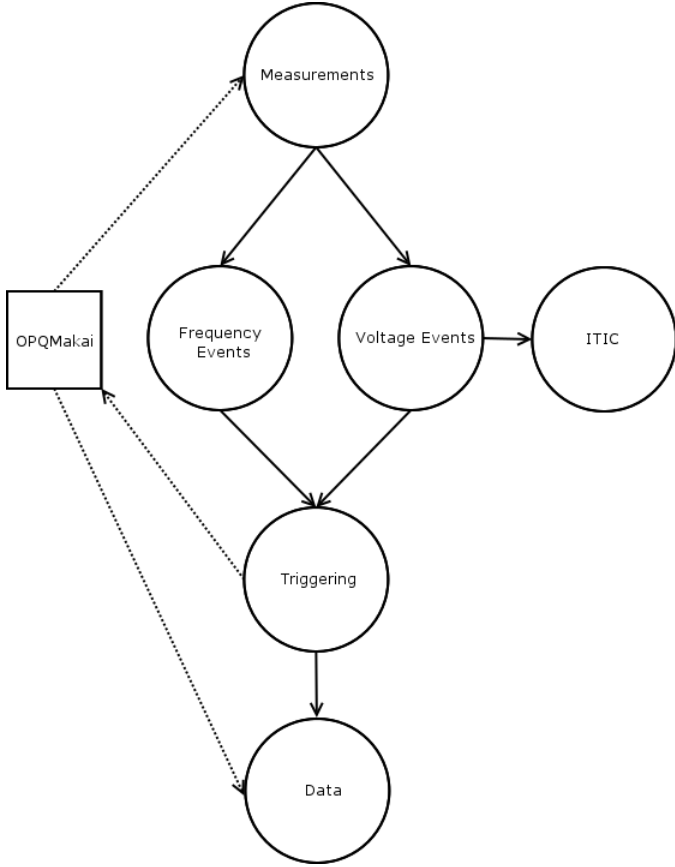 Measurements
OPQMakai
Frequency
Events
Voltage Events
ITIC
Triggering
Data